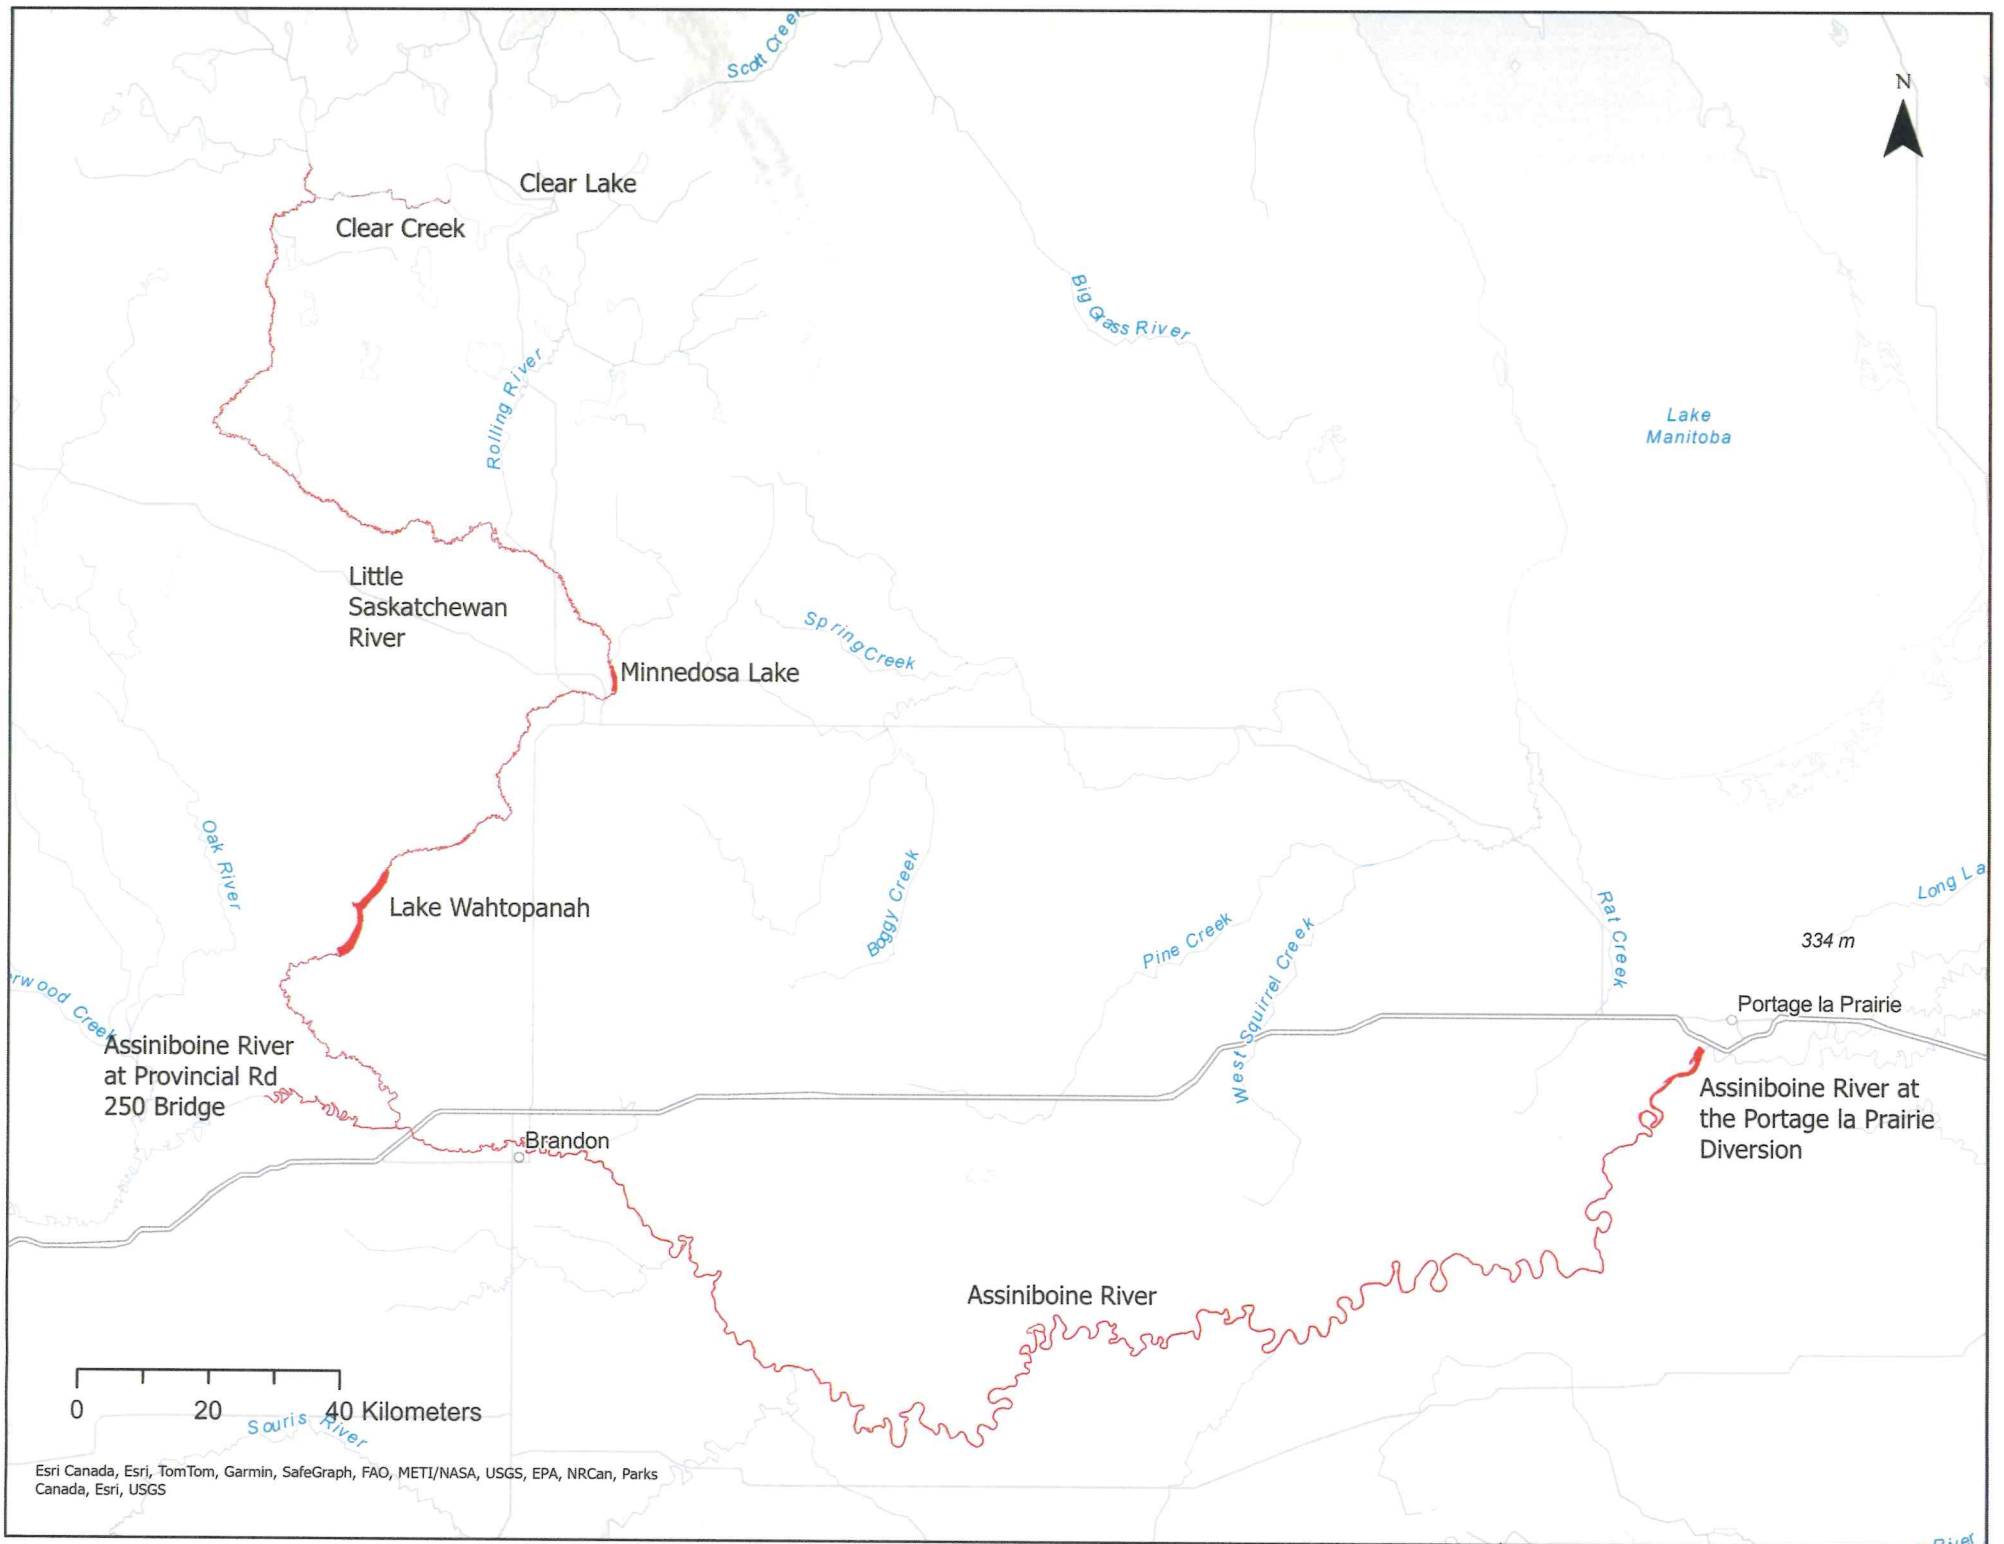 Scott Creek
N
Clear Lake
Clear Creek
Big Grass River
Rolling River
Lake
Manitoba
Little
Saskatchewan
River
Spring Creek
Minnedosa Lake
Oak River
Lake Wahtopanah
Boggy Creek
Pine Creek
West Squirrel Creek
Rat Creek
Long La
334 m
rwood Creek
Portage la Prairie
Assiniboine River
at Provincial Rd
250 Bridge
Assiniboine River at
the Portage la Prairie
Diversion
Brandon
Assiniboine River
0 20 40 Kilometers
Souris River
Esri Canada, Esri, TomTom, Garmin, SafeGraph, FAO, METI/NASA, USGS, EPA, NRCan, Parks
Canada, Esri, USGS
River